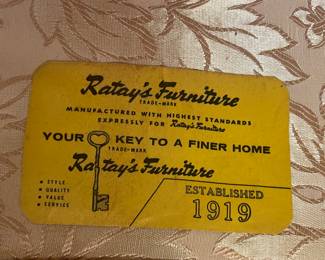 Ratay's Furniture
TRADE-MARK
MANUFACTURED WITH HIGHEST STANDARDS
EXPRESSLY FOR Ratay's Furniture
YOUR KEY TO A FINER HOME
TRADE-MARK
Ratay's Furniture
• STYLE
• QUALITY
• VALUE
• SERVICE
ESTABLISHED
1919